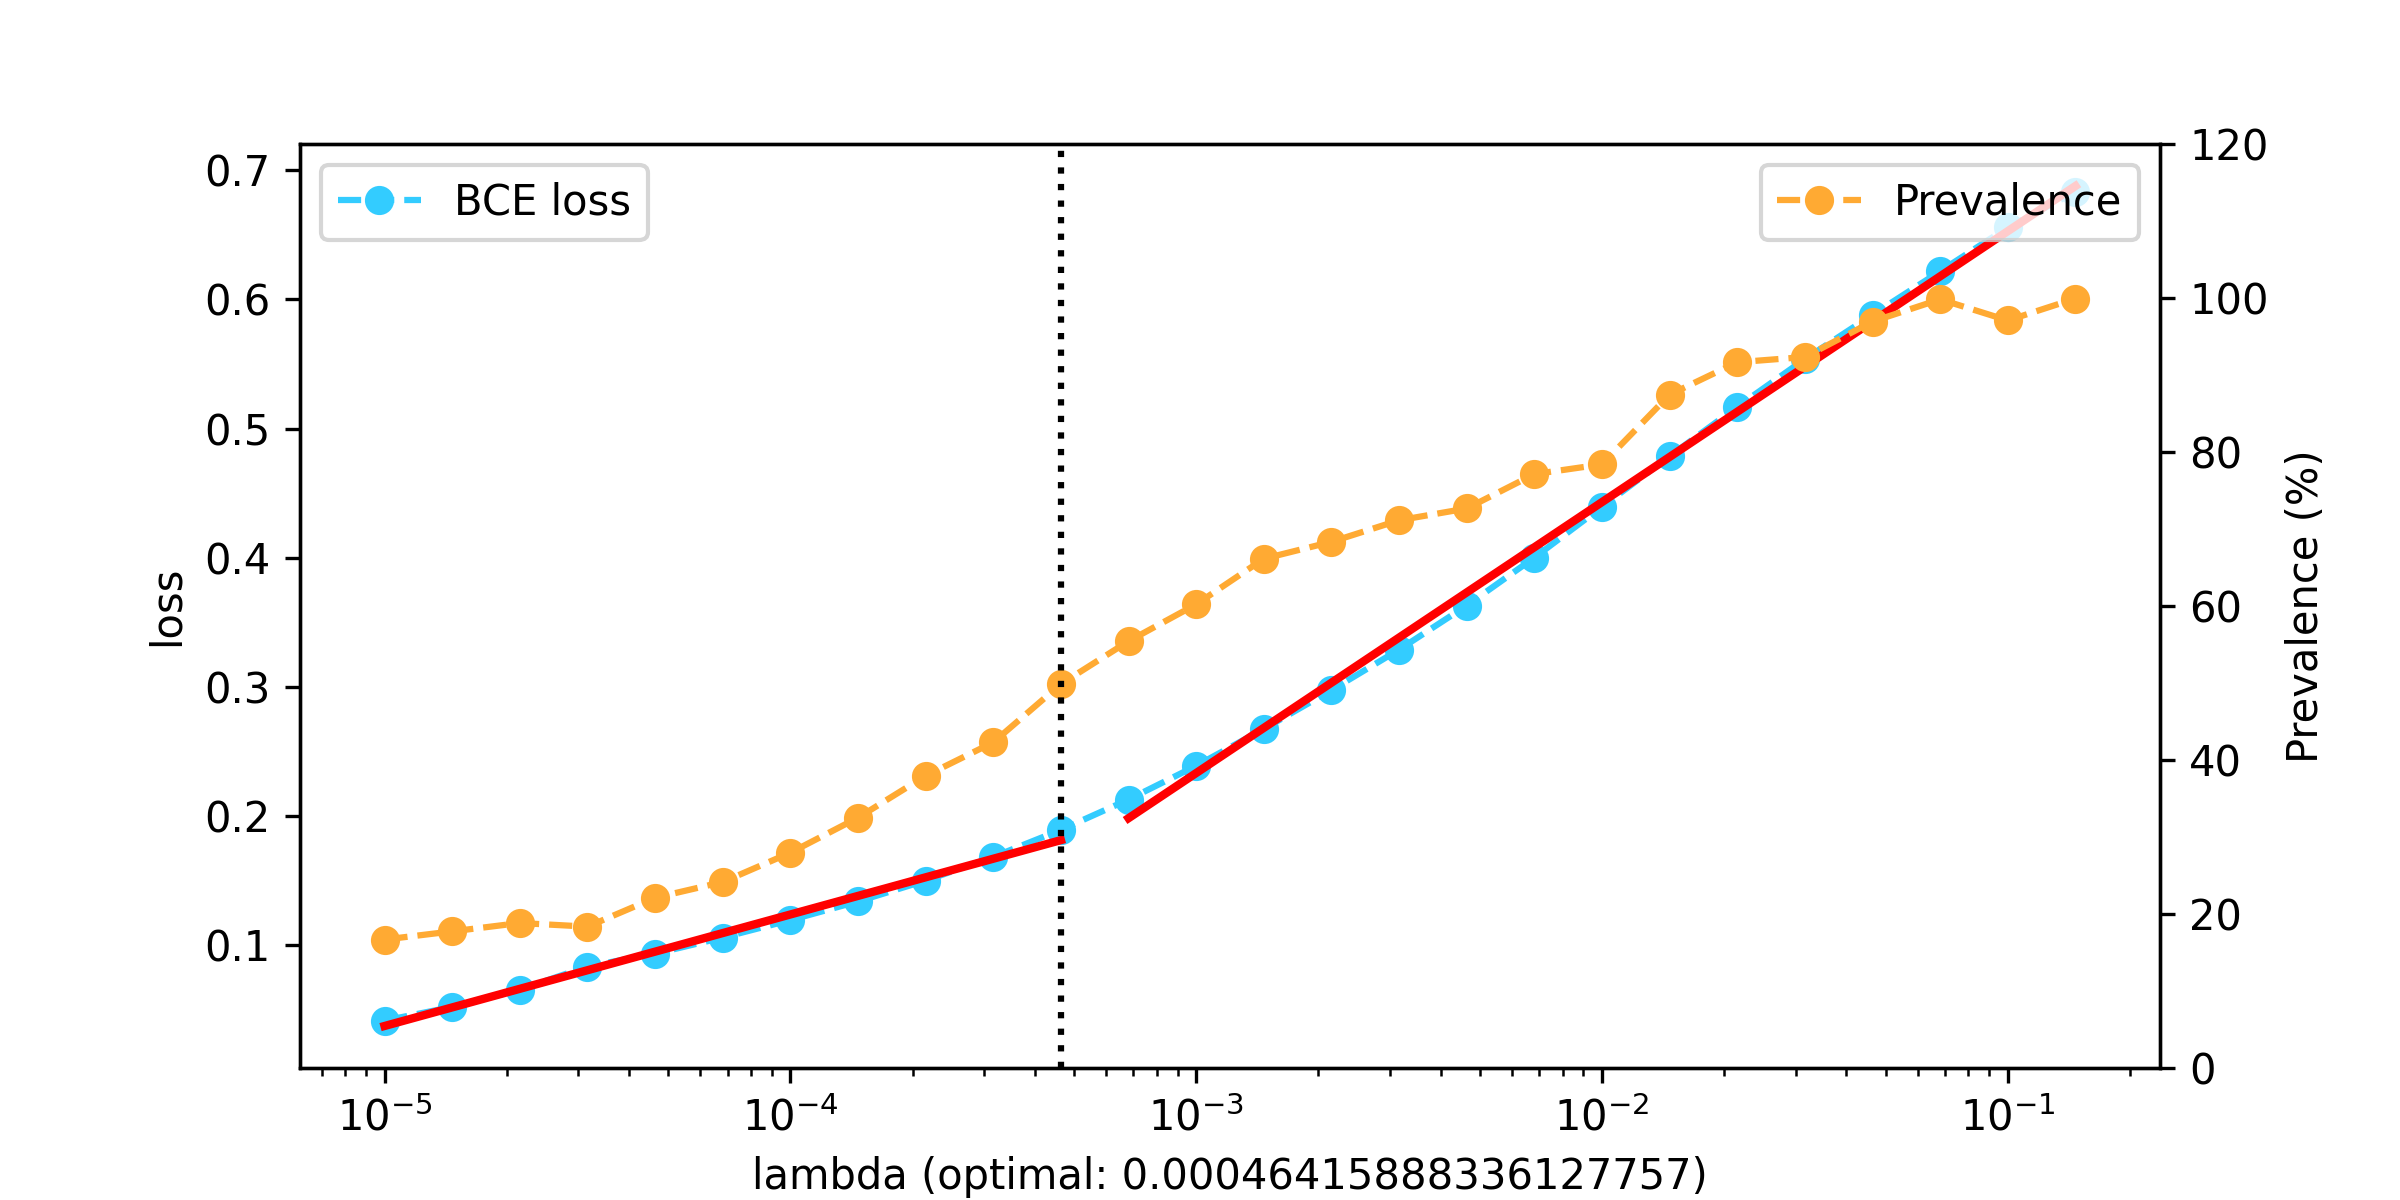 BCE loss
Prevalence
0.7
0.6
0.5
0.4
0.3
0.2
0.1
loss
120
100
80
60
40
20
0
Prevalence (%)
10⁻⁵ 10⁻⁴ 10⁻³ 10⁻² 10⁻¹
lambda (optimal: 0.00046415888336127757)